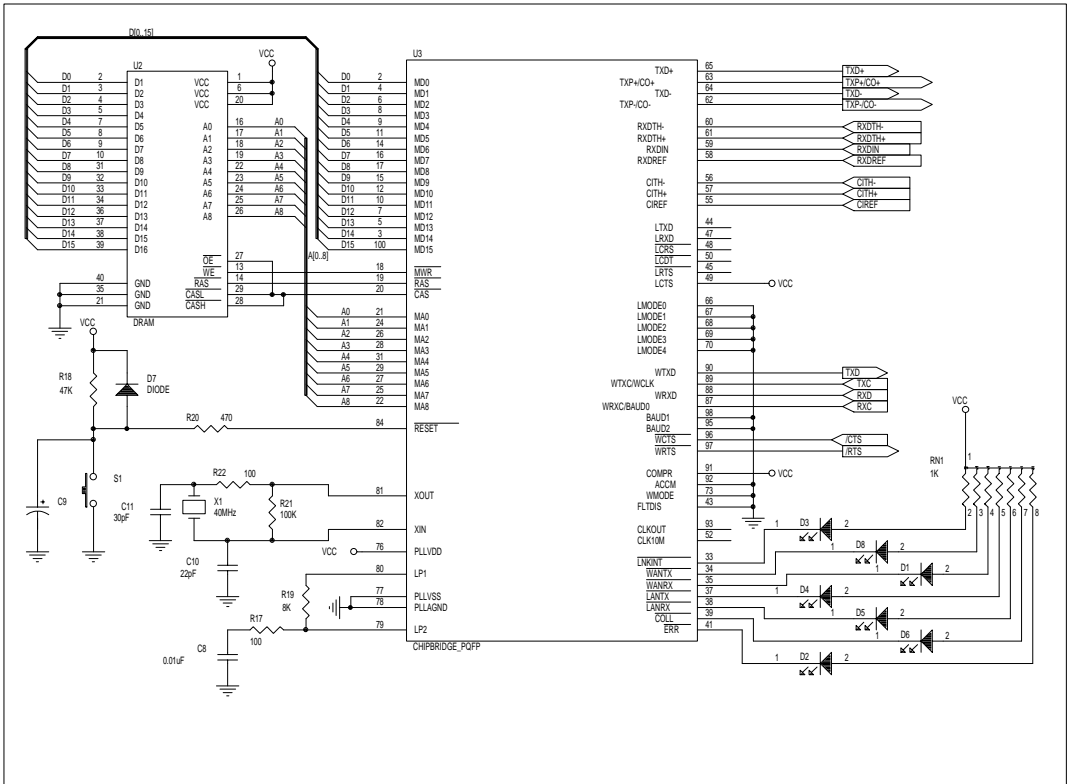 D[0..15]
U2
D0 2 D1
D1 3 D2
D2 4 D3
D3 5 D4
D4 7 D5
D5 8 D6
D6 9 D7
D7 10 D8
D8 31 D9
D9 32 D10
D10 33 D11
D11 34 D12
D12 36 D13
D13 37 D14
D14 38 D15
D15 39 D16
40 GND
35 GND
21 GND
VCC
VCC 1
VCC 6
VCC 20
A0 16 A0
A1 17 A1
A2 18 A2
A3 19 A3
A4 22 A4
A5 23 A5
A6 24 A6
A7 25 A7
A8 26 A8
OE 27
WE 13
RAS 14
CASL 29
CASH 28
DRAM
A[0..8]
U3
D0 2 MD0
D1 4 MD1
D2 6 MD2
D3 8 MD3
D4 9 MD4
D5 11 MD5
D6 14 MD6
D7 16 MD7
D8 17 MD8
D9 15 MD9
D10 12 MD10
D11 10 MD11
D12 7 MD12
D13 5 MD13
D14 3 MD14
D15 100 MD15
18 MWR
19 RAS
20 CAS
A0 21 MA0
A1 24 MA1
A2 26 MA2
A3 28 MA3
A4 31 MA4
A5 29 MA5
A6 27 MA6
A7 25 MA7
A8 22 MA8
84 RESET
81 XOUT
82 XIN
VCC 76 PLLVDD
80 LP1
77 PLLVSS
78 PLLAGND
79 LP2
CHIPBRIDGE_PQFP
VCC
R18
47K
D7
DIODE
R20 470
C9
S1
C11
30pF
R22 100
X1
40MHz
R21
100K
C10
22pF
R19
8K
R17
100
C8
0.01uF
TXD+ 65 TXD+
TXP+/CO+ 63 TXP+/CO+
TXD- 64 TXD-
TXP-/CO- 62 TXP-/CO-
RXDTH- 60 RXDTH-
RXDTH+ 61 RXDTH+
RXDIN 59 RXDIN
RXDREF 58 RXDREF
CITH- 56 CITH-
CITH+ 57 CITH+
CIREF 55 CIREF
LTXD 44
LRXD 47
LCRS 48
LCDT 50
LRTS 45
LCTS 49 VCC
LMODE0 66
LMODE1 67
LMODE2 68
LMODE3 69
LMODE4 70
WTXD 90 TXD
WTXC/WCLK 89 TXC
WRXD 88 RXD
WRXC/BAUD0 87 RXC
BAUD1 98
BAUD2 95
WCTS 96 /CTS
WRTS 97 /RTS
COMPR 91 VCC
ACCM 92
WMODE 73
FLTDIS 43
CLKOUT 93
CLK10M 52
LNKINT 33
WANTX 34
WANRX 35
LANTX 37
LANRX 38
COLL 39
ERR 41
VCC
RN1
1K
1
2 3 4 5 6 7 8
1 D3 2
1 D8 2
1 D1 2
1 D4 2
1 D5 2
1 D6 2
1 D2 2